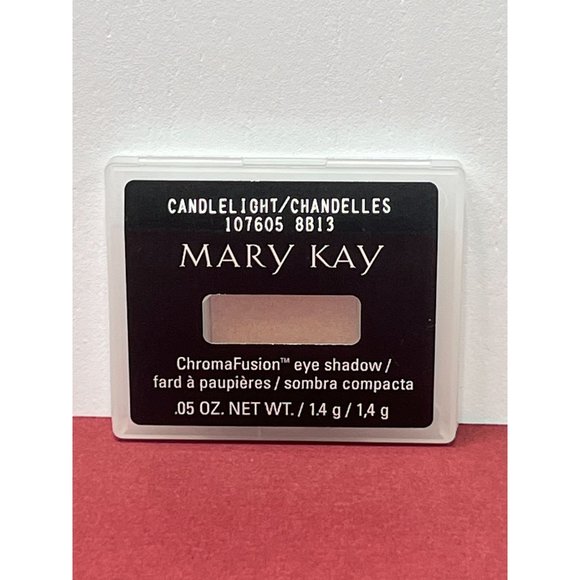 CANDLELIGHT/CHANDELLES
107605 8B13
MARY KAY
ChromaFusion™ eye shadow /
fard à paupières / sombra compacta
.05 OZ. NET WT. / 1.4 g / 1,4 g